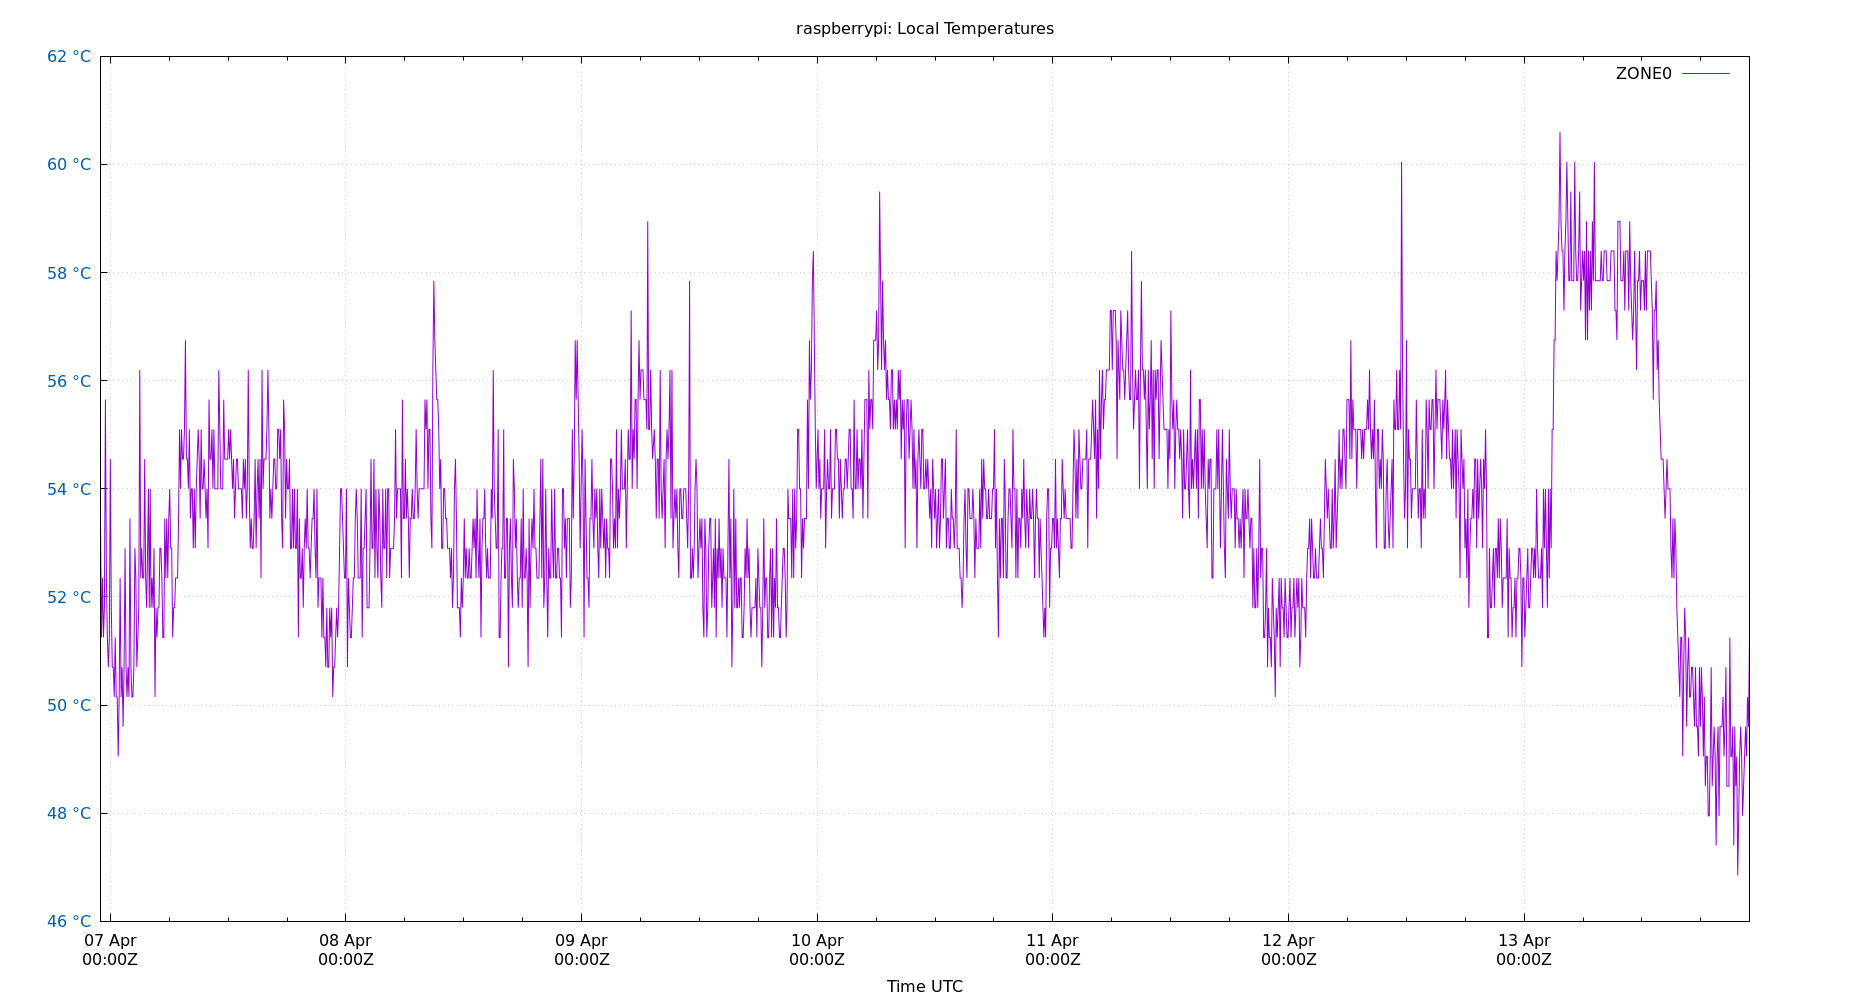 raspberrypi: Local Temperatures
62 °C
ZONE0
60 °C
58 °C
56 °C
54 °C
52 °C
50 °C
48 °C
46 °C
07 Apr 08 Apr 09 Apr 10 Apr 11 Apr 12 Apr 13 Apr
00:00Z 00:00Z 00:00Z 00:00Z 00:00Z 00:00Z 00:00Z
Time UTC